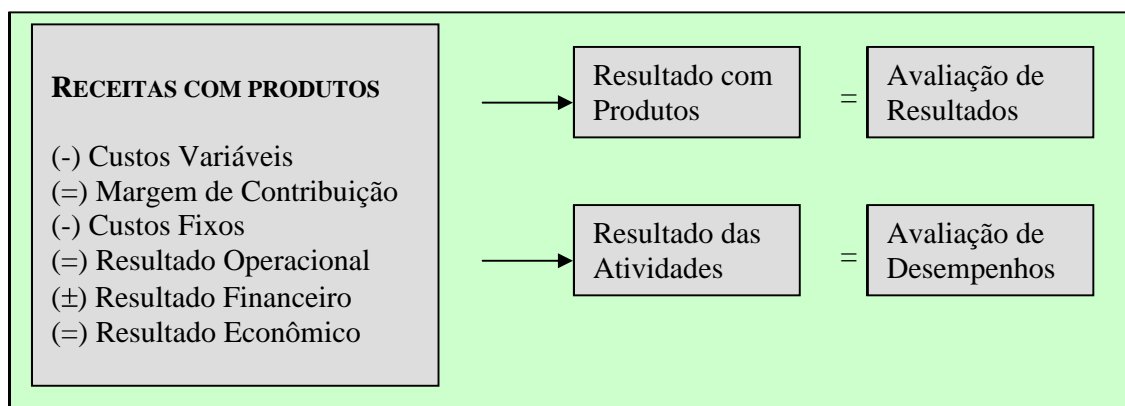 RECEITAS COM PRODUTOS
(-) Custos Variáveis
(=) Margem de Contribuição
(-) Custos Fixos
(=) Resultado Operacional
(±) Resultado Financeiro
(=) Resultado Econômico
Resultado com
Produtos
=
Avaliação de
Resultados
Resultado das
Atividades
=
Avaliação de
Desempenhos